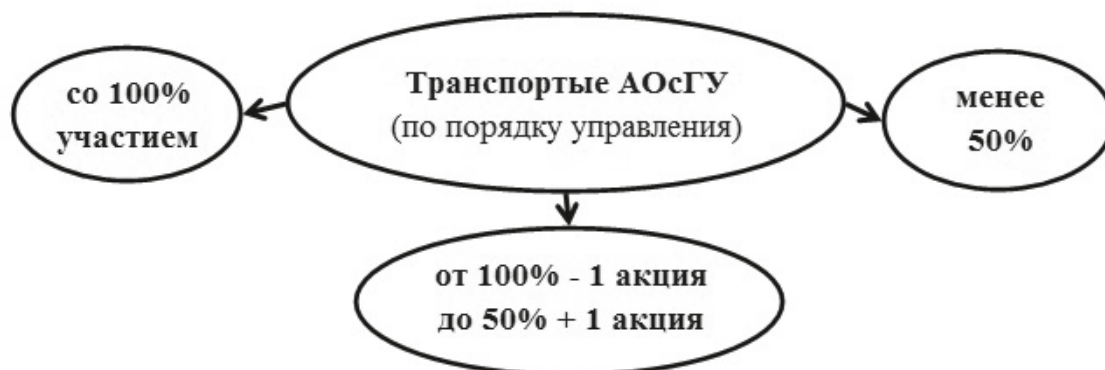 Транспортые АОсГУ
(по порядку управления)
со 100%
участием
менее
50%
от 100% - 1 акция
до 50% + 1 акция